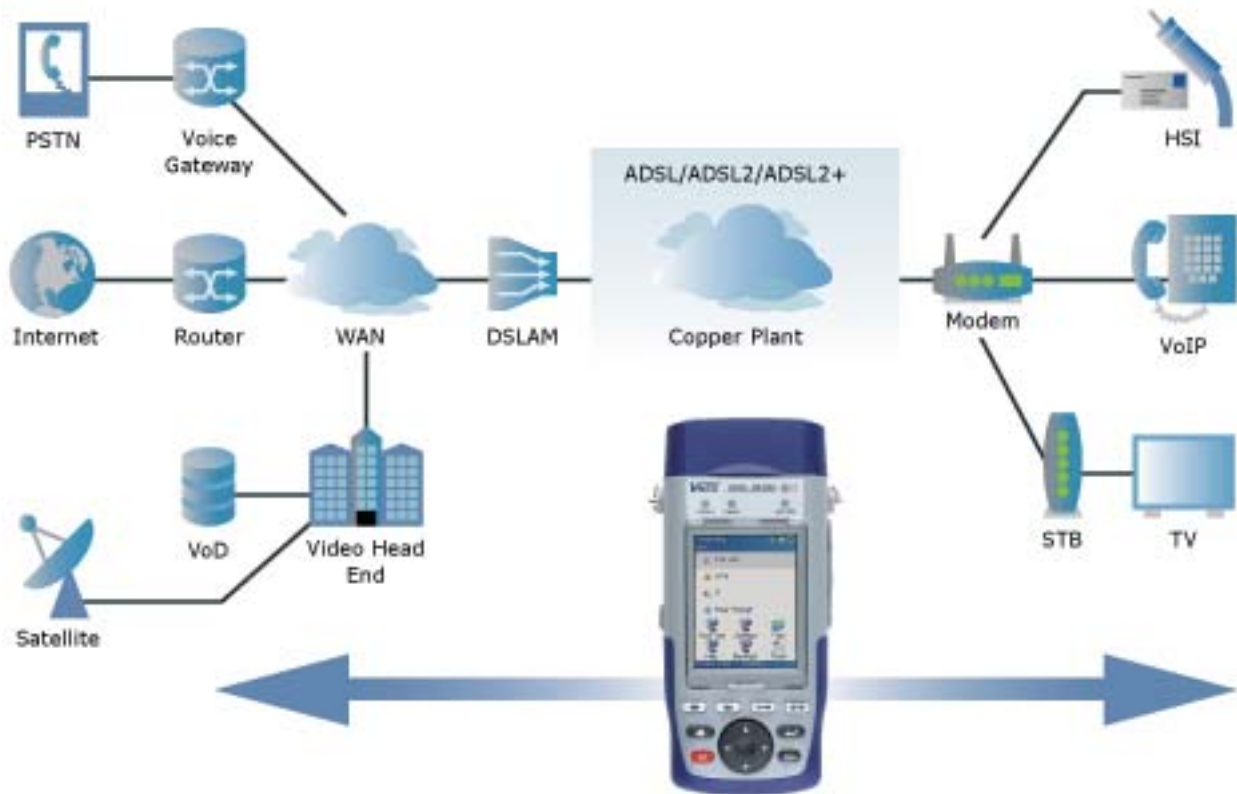 PSTN
Voice
Gateway
HSI
ADSL/ADSL2/ADSL2+
Internet
Router
WAN
DSLAM
Copper Plant
Modem
VoIP
VoD
Video Head
End
STB
TV
Satellite